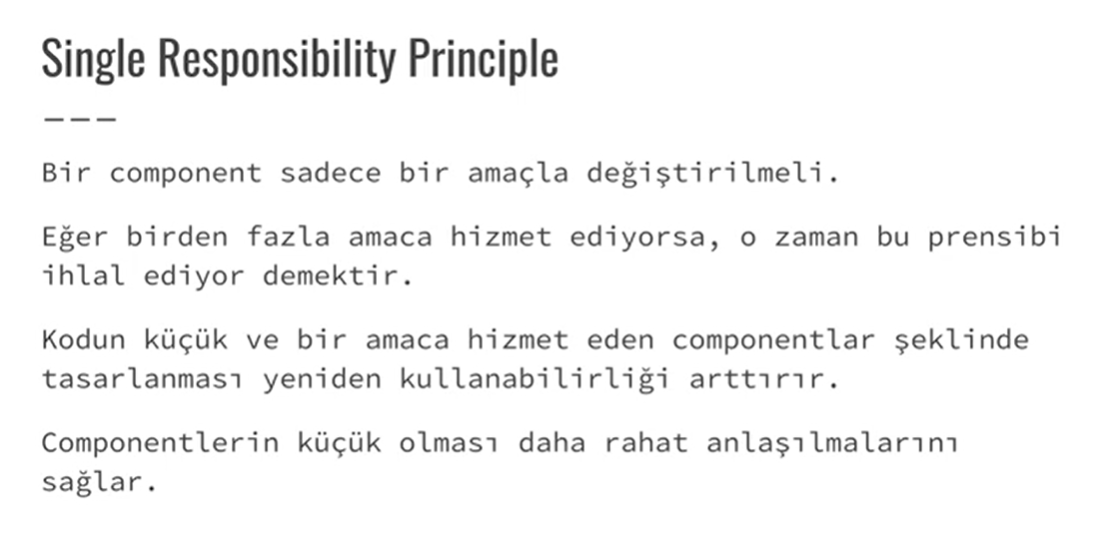 Single Responsibility Principle
———
Bir component sadece bir amaçla değiştirilmeli.
Eğer birden fazla amaca hizmet ediyorsa, o zaman bu prensibi
ihlal ediyor demektir.
Kodun küçük ve bir amaca hizmet eden componentlar şeklinde
tasarlanması yeniden kullanabilirliği arttırır.
Componentlerin küçük olması daha rahat anlaşılmalarını
sağlar.